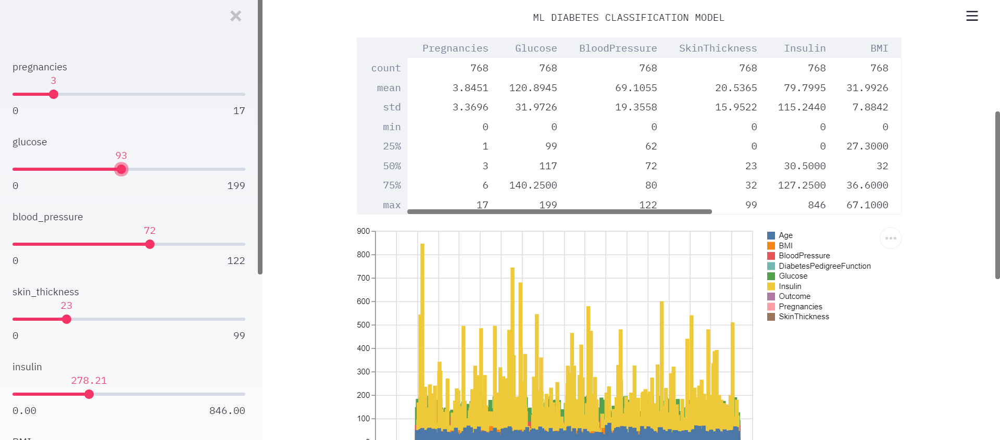 pregnancies
3
0 17
glucose
93
0 199
blood_pressure
72
0 122
skin_thickness
23
0 99
insulin
278.21
0.00 846.00
ML DIABETES CLASSIFICATION MODEL
Pregnancies Glucose BloodPressure SkinThickness Insulin BMI
count 768 768 768 768 768 768
mean 3.8451 120.8945 69.1055 20.5365 79.7995 31.9926
std 3.3696 31.9726 19.3558 15.9522 115.2440 7.8842
min 0 0 0 0 0 0
25% 1 99 62 0 0 27.3000
50% 3 117 72 23 30.5000 32
75% 6 140.2500 80 32 127.2500 36.6000
max 17 199 122 99 846 67.1000
900
800
700
600
500
400
300
200
100
Age
BMI
BloodPressure
DiabetesPedigreeFunction
Glucose
Insulin
Outcome
Pregnancies
SkinThickness